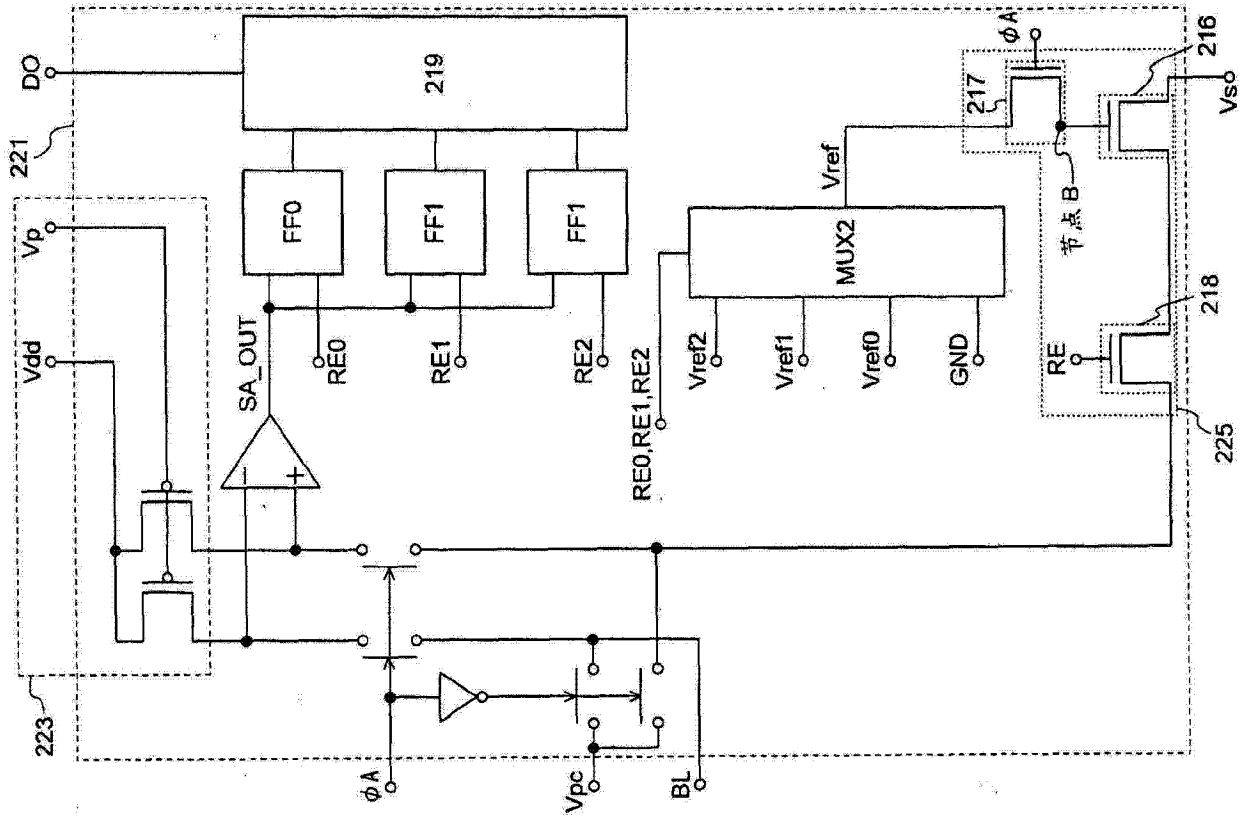 221
DO
219
216
φA
217
Vs
Vp
FF0
FF1
FF1
Vref
节点 B
Vdd
SA_OUT
RE0
RE1
RE2
MUX2
218
RE0,RE1,RE2
Vref2
Vref1
Vref0
GND
RE
225
−
+
223
φA
Vpc
BL